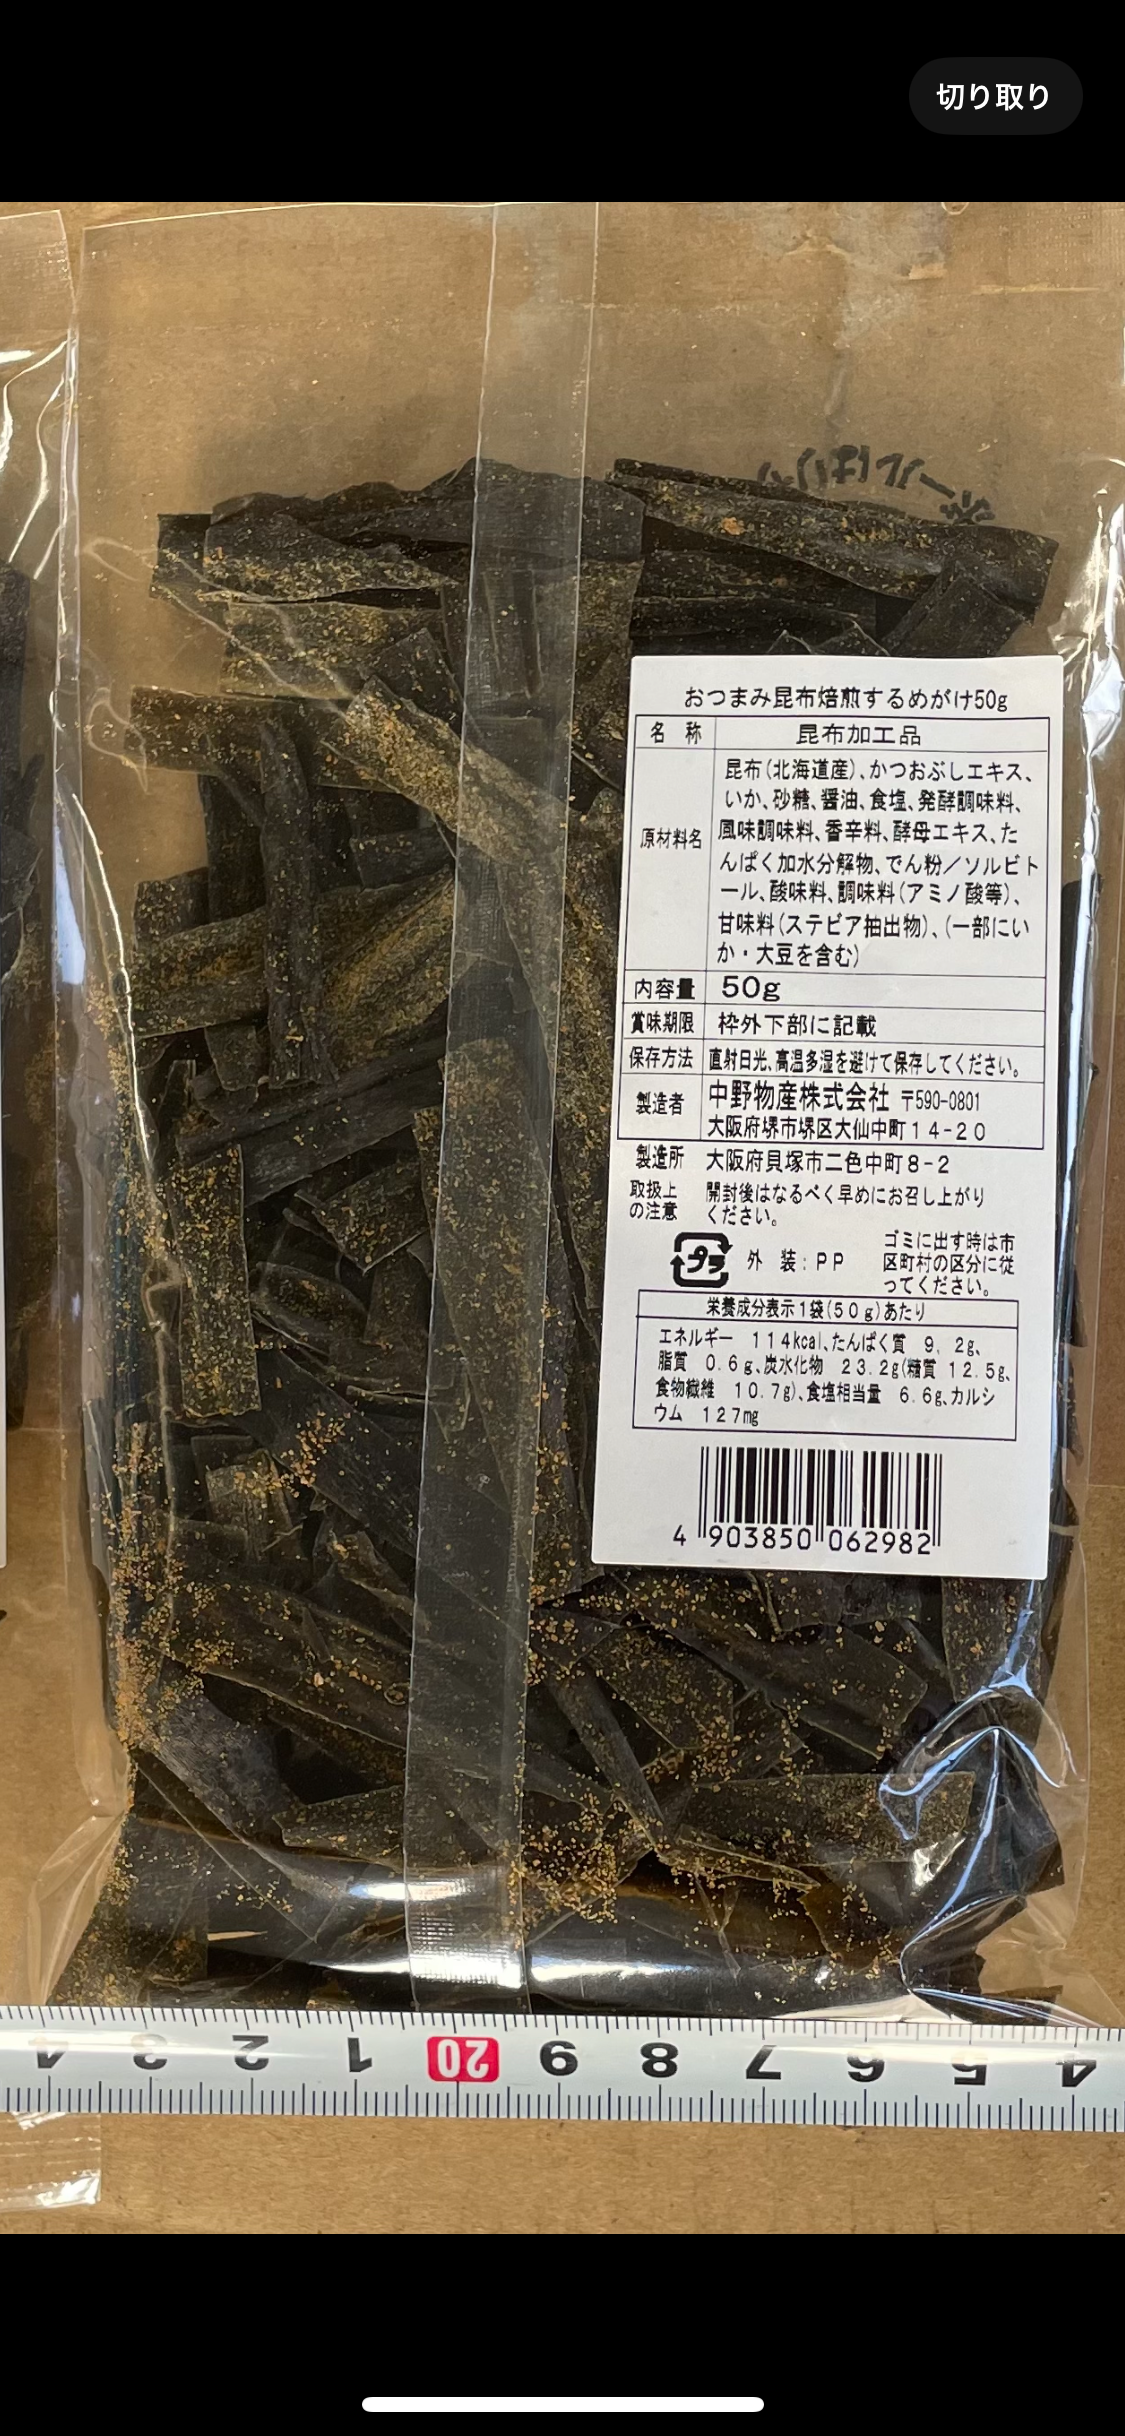 切り取り
おつまみ昆布焙煎するめがけ50g
名 称 昆布加工品
原材料名 昆布(北海道産)、かつおぶしエキス、
いか、砂糖、醤油、食塩、発酵調味料、
風味調味料、香辛料、酵母エキス、た
んぱく加水分解物、でん粉/ソルビト
ール、酸味料、調味料(アミノ酸等)、
甘味料(ステビア抽出物)、(一部にい
か・大豆を含む)
内容量 50g
賞味期限 枠外下部に記載
保存方法 直射日光、高温多湿を避けて保存してください。
製造者 中野物産株式会社 〒590-0801
大阪府堺市堺区大仙中町14-20
製造所 大阪府貝塚市二色中町8-2
取扱上の注意 開封後はなるべく早めにお召し上がり
ください。
プラ 外 装:PP
ゴミに出す時は市
区町村の区分に従
ってください。
栄養成分表示1袋(50g)あたり
エネルギー 114kcal、たんぱく質 9.2g、
脂質 0.6g、炭水化物 23.2g(糖質 12.5g、
食物繊維 10.7g)、食塩相当量 6.6g、カルシ
ウム 127mg
4 903850 062982
4 3 2 1 20 9 8 7 6 5 4